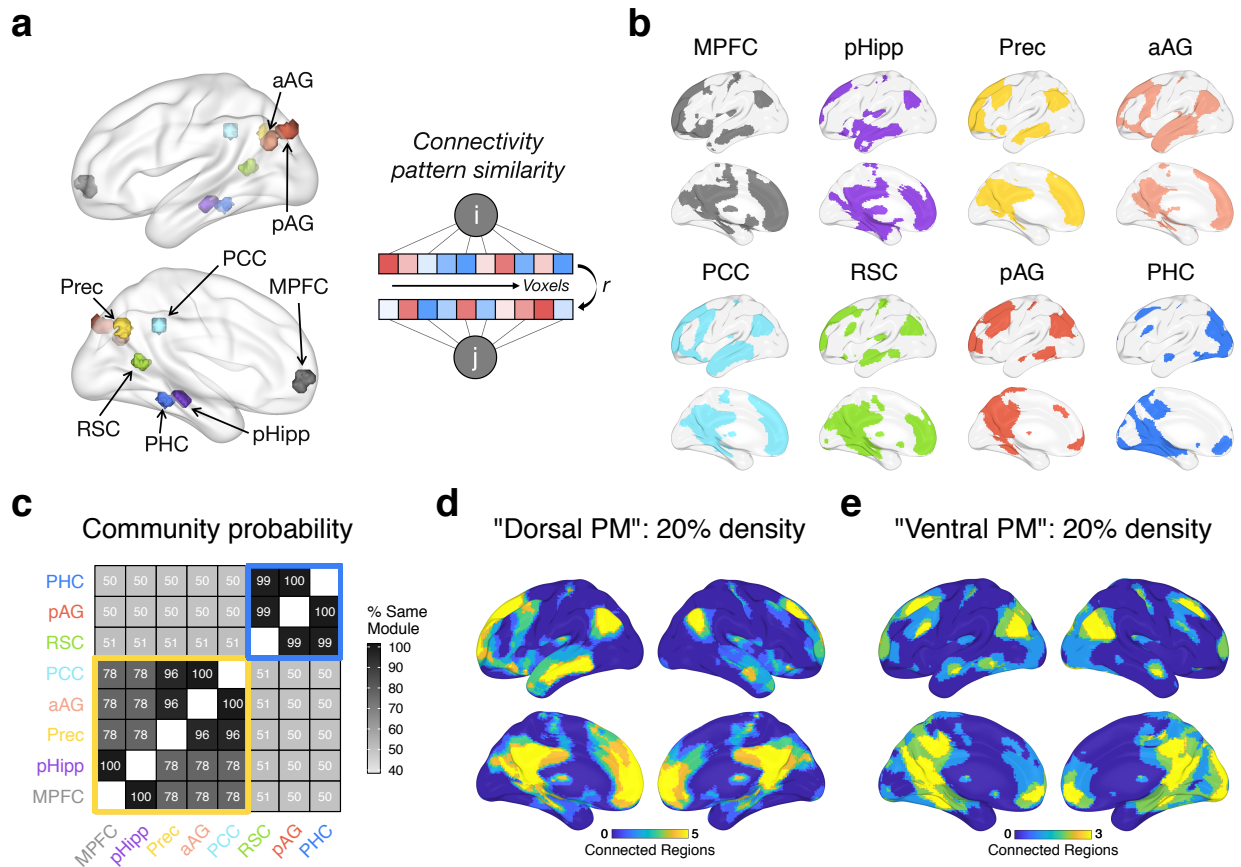 a
aAG
pAG
PCC
Prec
MPFC
RSC
PHC
pHipp
Connectivity
pattern similarity
i
Voxels
r
j
b
MPFC pHipp Prec aAG
PCC RSC pAG PHC
c
Community probability
PHC 50 50 50 50 50 99 100
pAG 50 50 50 50 50 99 100
RSC 51 51 51 51 51 99 99
PCC 78 78 96 100 51 50 50
aAG 78 78 96 100 51 50 50
Prec 78 78 96 96 51 50 50
pHipp 100 78 78 78 51 50 50
MPFC 100 78 78 78 51 50 50
MPFC pHipp Prec aAG PCC RSC pAG PHC
% Same
Module
100
90
80
70
60
50
40
d
"Dorsal PM": 20% density
0 5
Connected Regions
e
"Ventral PM": 20% density
0 3
Connected Regions